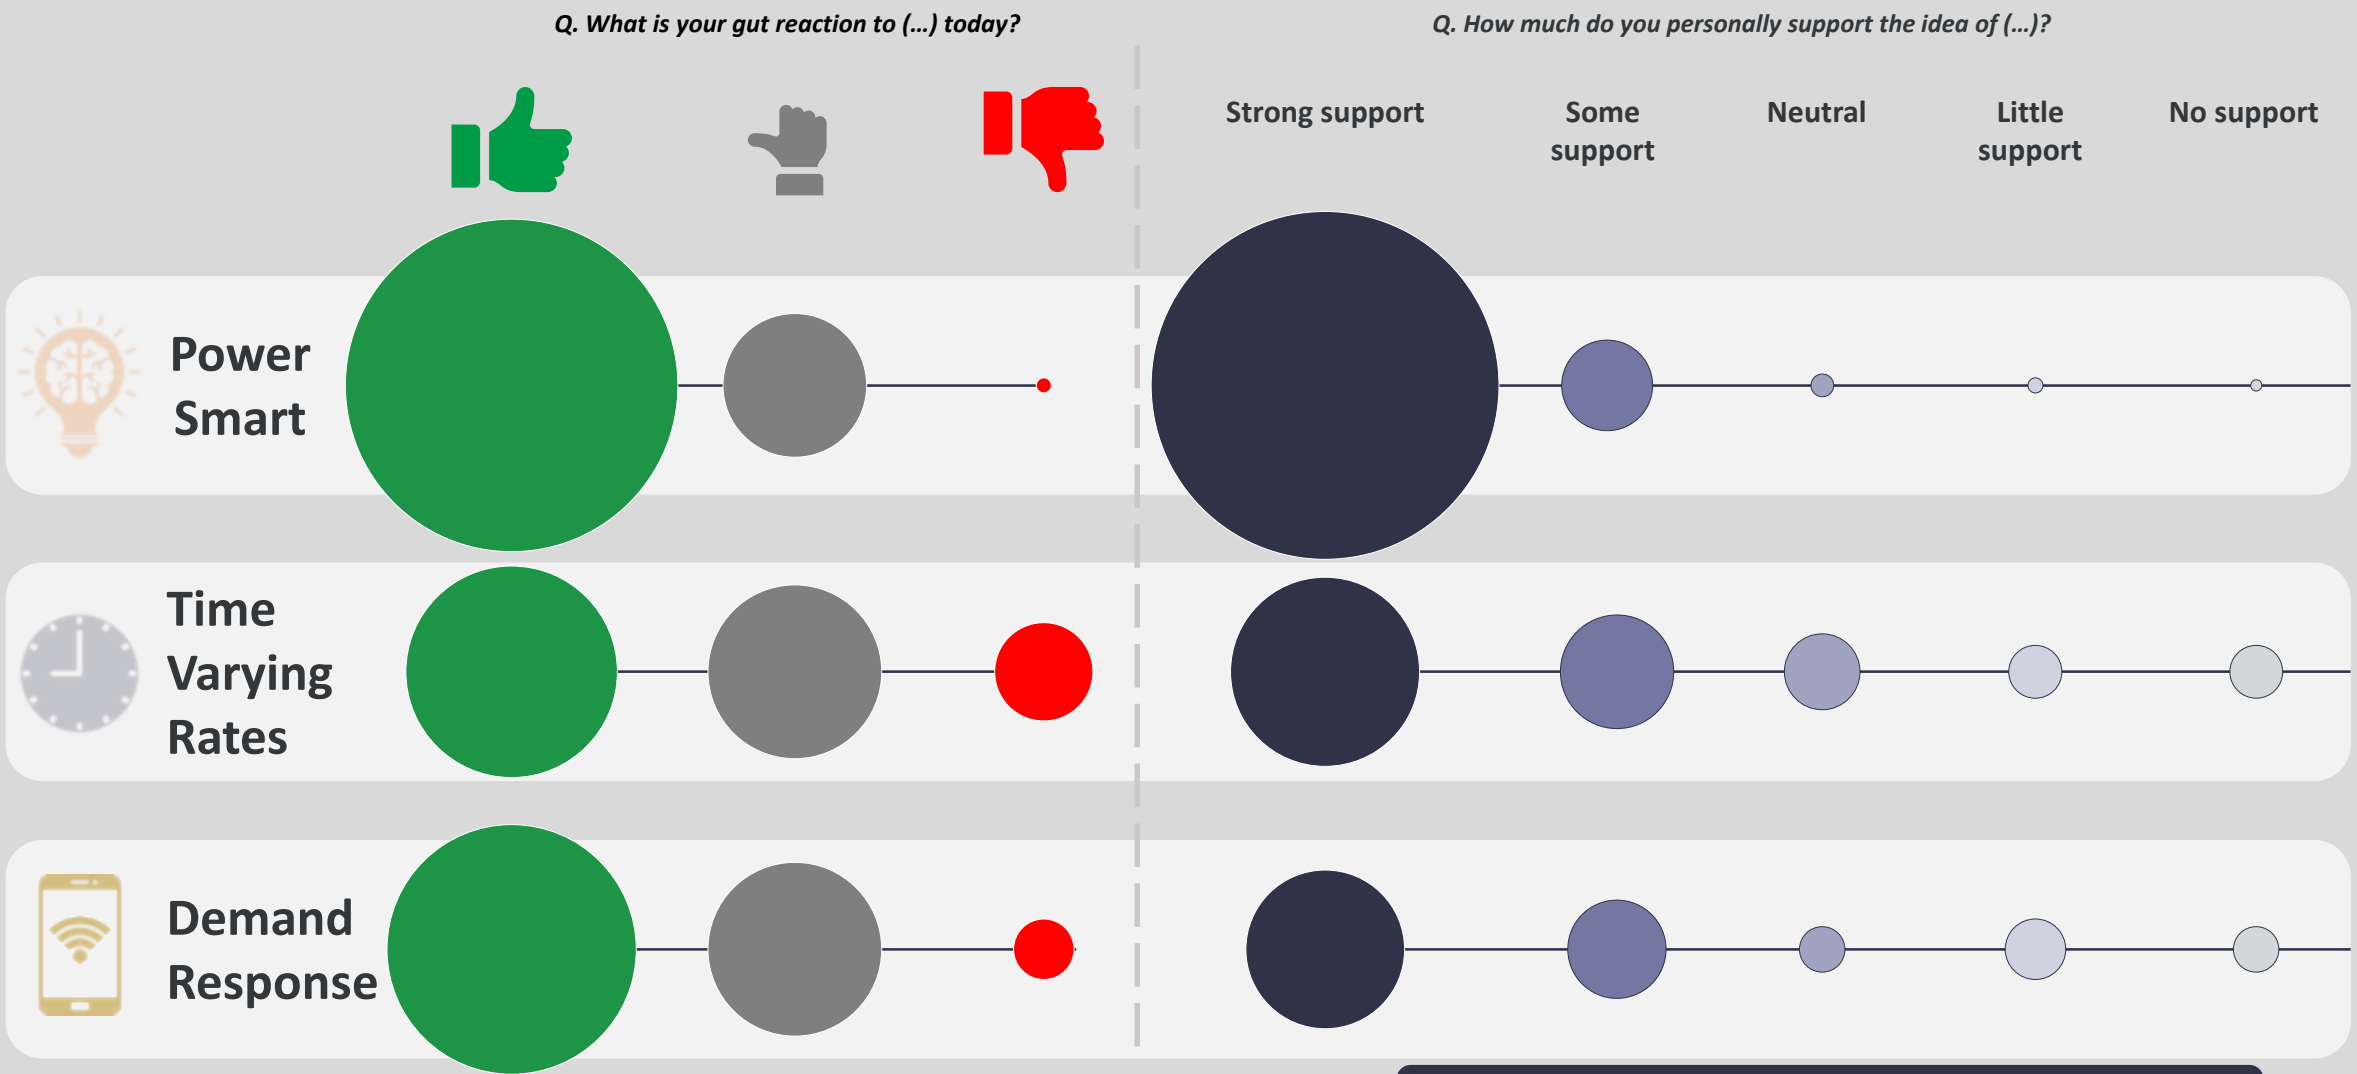 Q. What is your gut reaction to (...) today?
Q. How much do you personally support the idea of (...)?
Strong support
Some
support
Neutral
Little
support
No support
Power
Smart
Time
Varying
Rates
Demand
Response